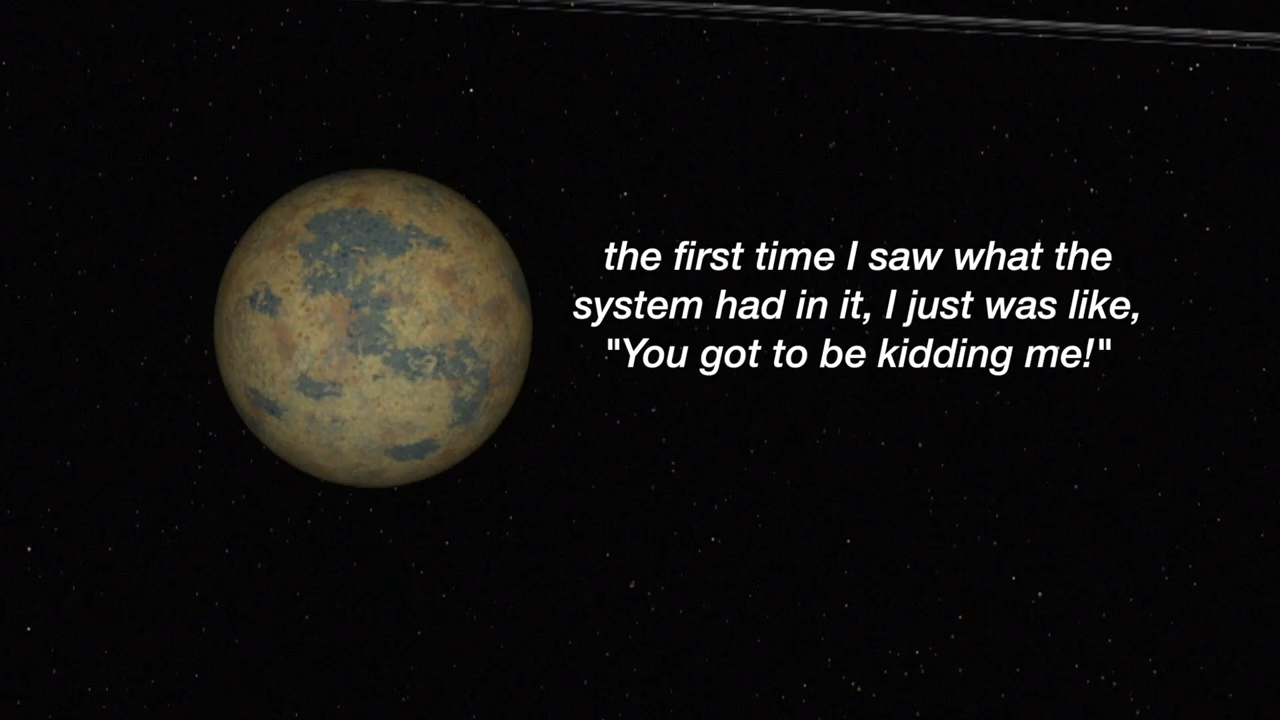 the first time I saw what the
system had in it, I just was like,
"You got to be kidding me!"